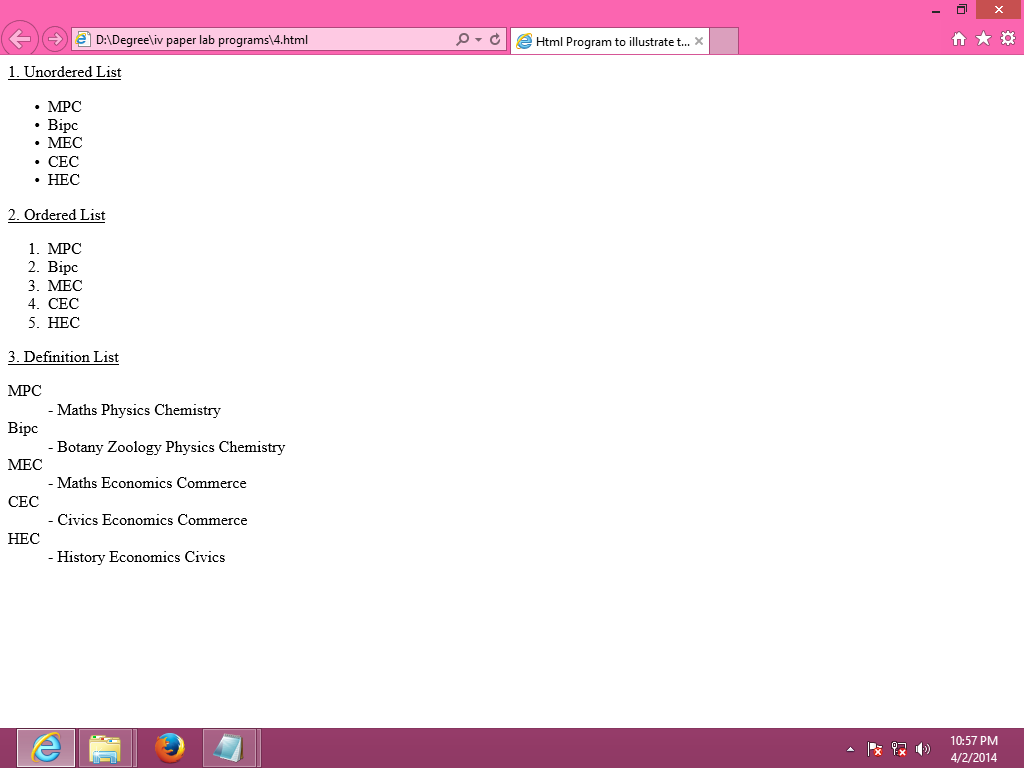 D:\Degree\iv paper lab programs\4.html
Html Program to illustrate t...
1. Unordered List
• MPC
• Bipc
• MEC
• CEC
• HEC
2. Ordered List
1. MPC
2. Bipc
3. MEC
4. CEC
5. HEC
3. Definition List
MPC
- Maths Physics Chemistry
Bipc
- Botany Zoology Physics Chemistry
MEC
- Maths Economics Commerce
CEC
- Civics Economics Commerce
HEC
- History Economics Civics
10:57 PM
4/2/2014